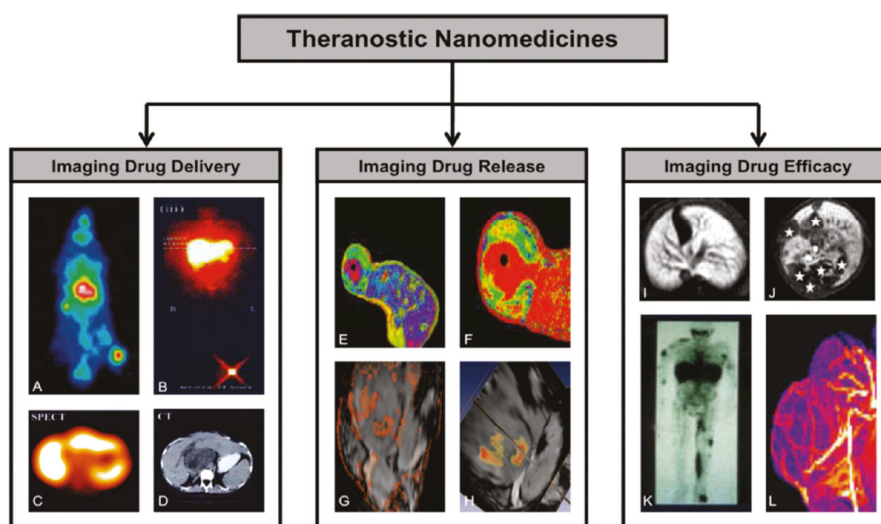 Theranostic Nanomedicines
Imaging Drug Delivery
Imaging Drug Release
Imaging Drug Efficacy
A
B
SPECT
C
CT
D
E
F
G
H
I
J
K
L